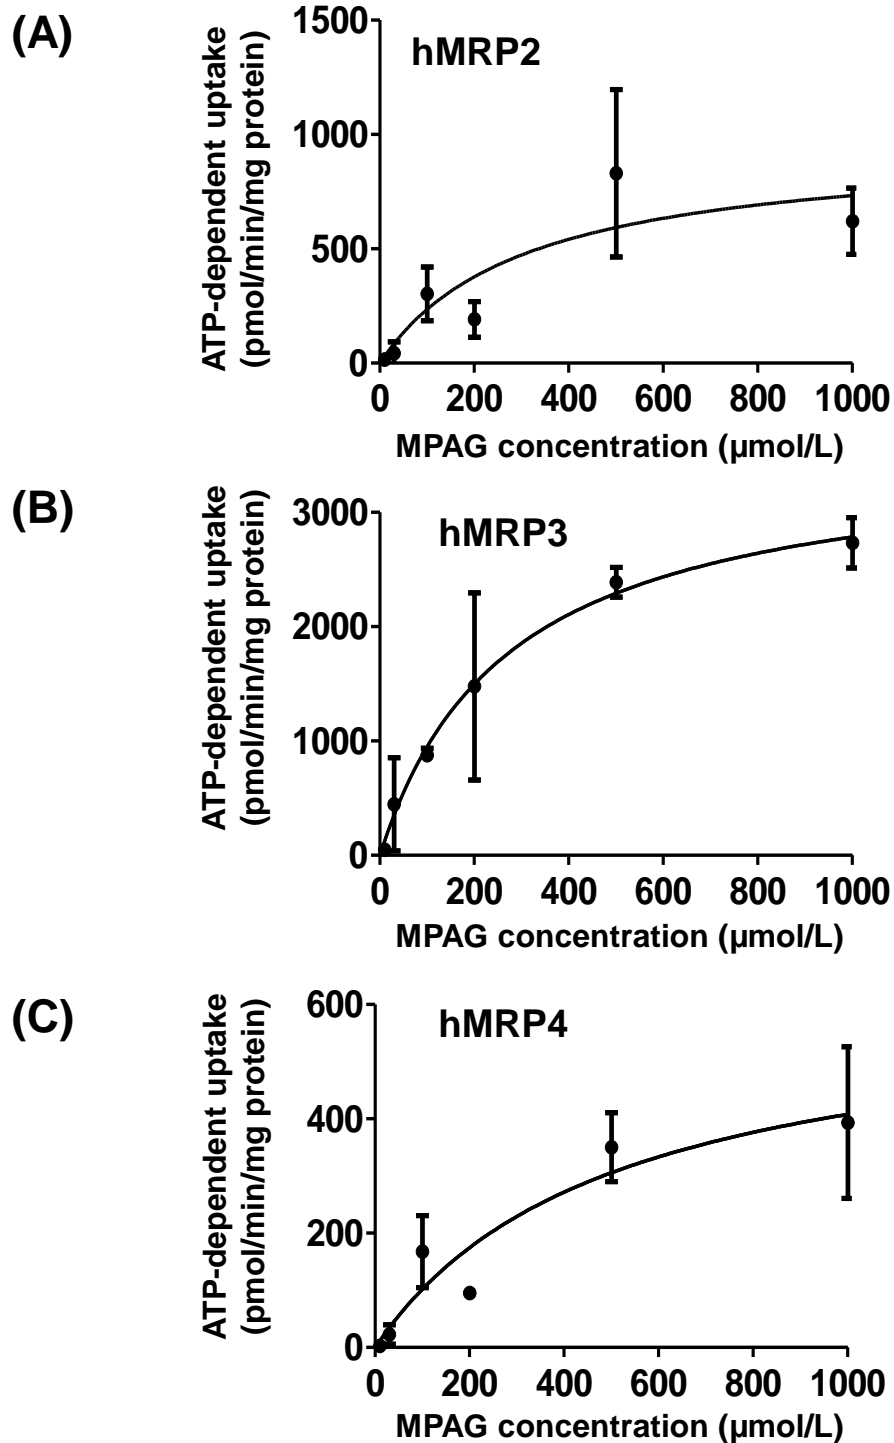 (A)
hMRP2
ATP-dependent uptake
(pmol/min/mg protein)
1500
1000
500
0
0 200 400 600 800 1000
MPAG concentration (µmol/L)
(B)
hMRP3
ATP-dependent uptake
(pmol/min/mg protein)
3000
2000
1000
0
0 200 400 600 800 1000
MPAG concentration (µmol/L)
(C)
hMRP4
ATP-dependent uptake
(pmol/min/mg protein)
600
400
200
0
0 200 400 600 800 1000
MPAG concentration (µmol/L)